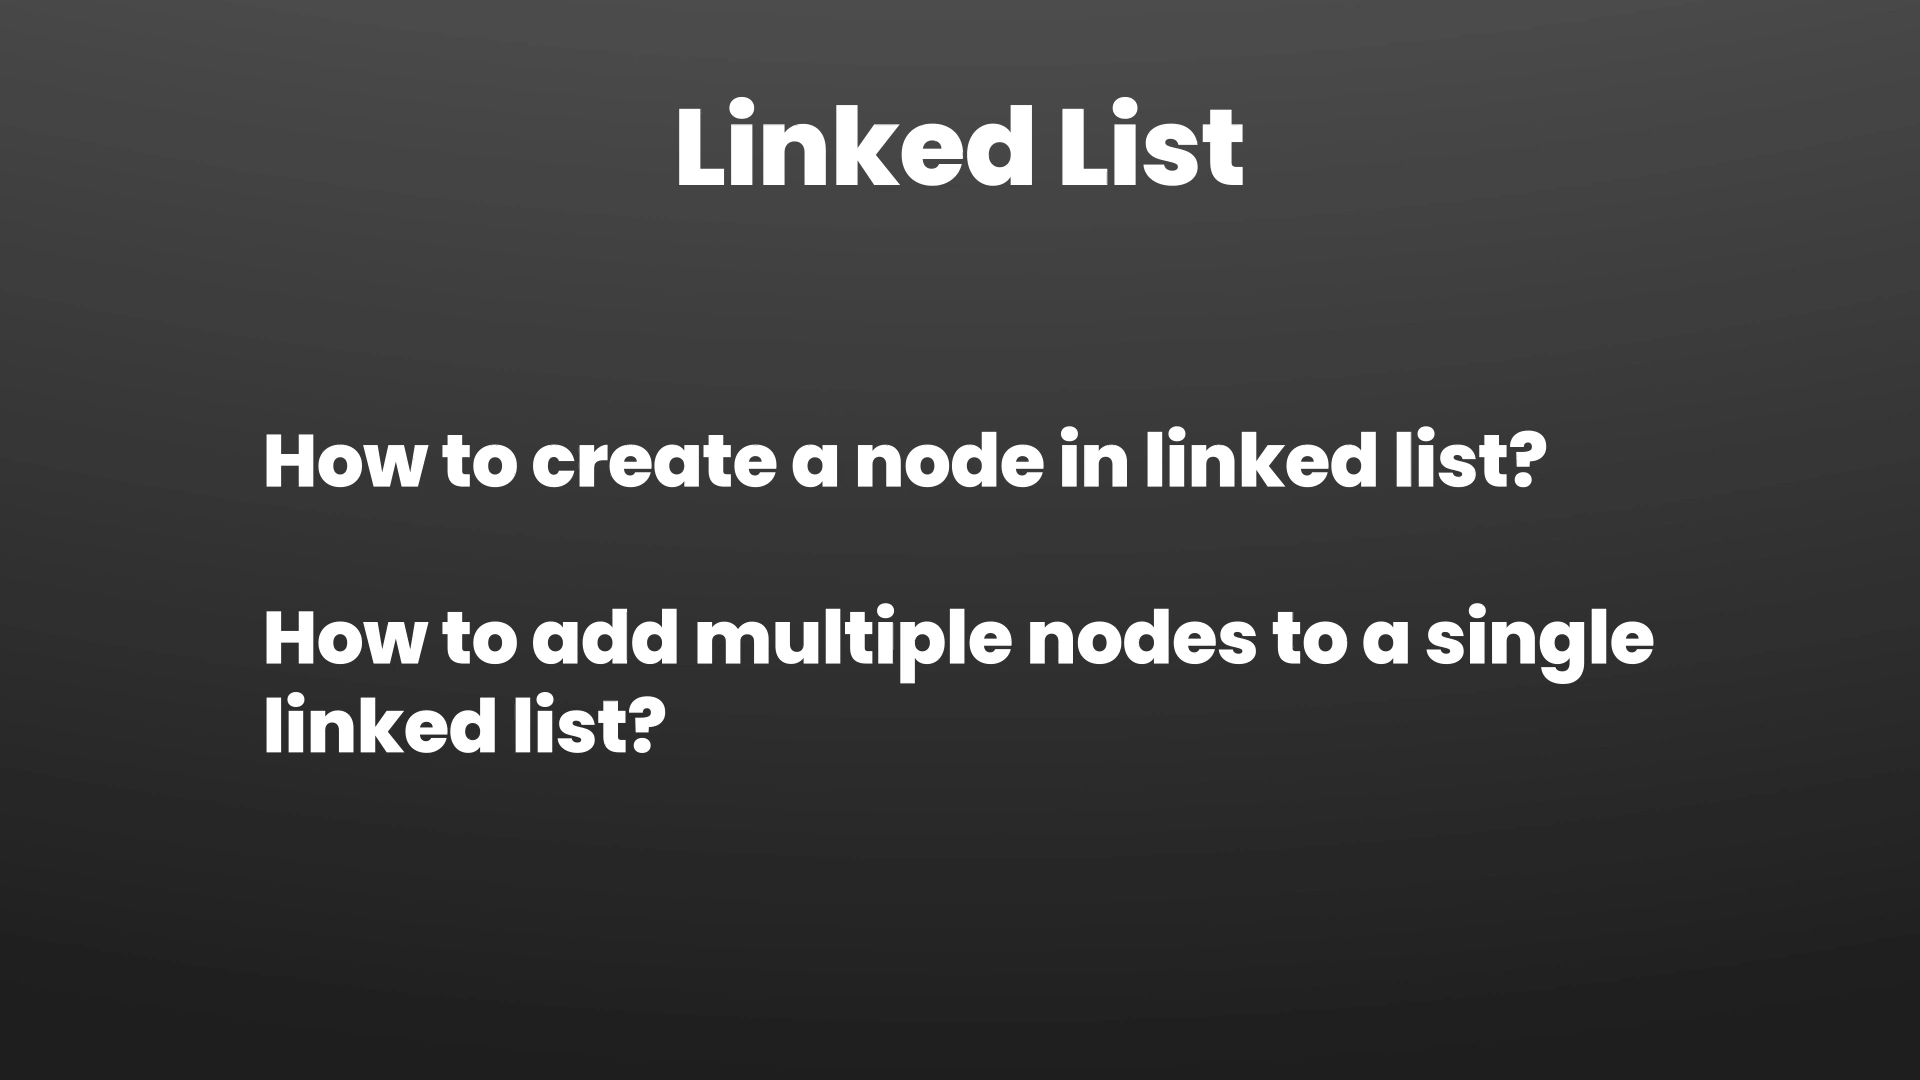 Linked List
How to create a node in linked list?
How to add multiple nodes to a single
linked list?